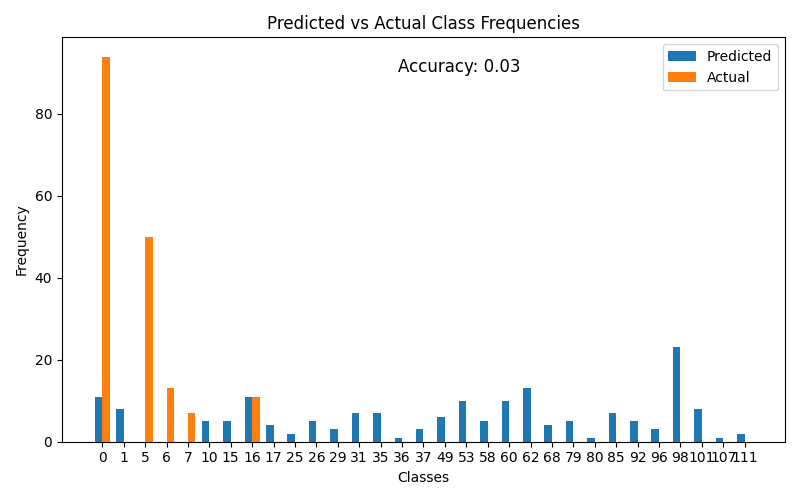 Predicted vs Actual Class Frequencies
Accuracy: 0.03
Predicted
Actual
Frequency
80
60
40
20
0
0 1 5 6 7 10 15 16 17 25 26 29 31 35 36 37 49 53 58 60 62 68 79 80 85 92 96 98 101 107 111
Classes